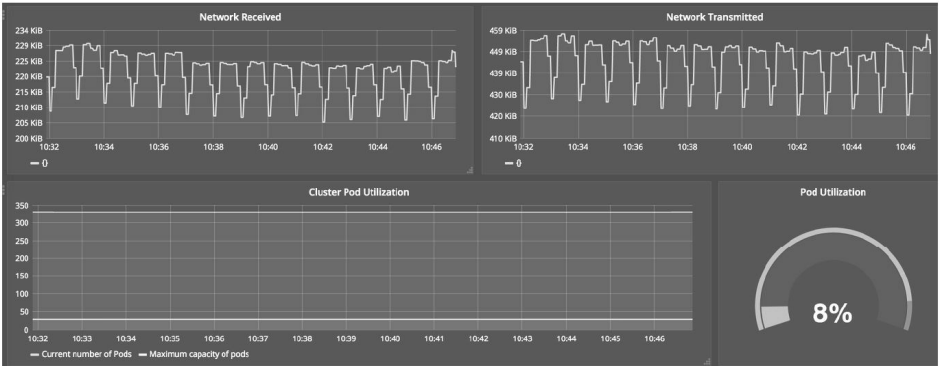 Network Received
234 KiB
229 KiB
225 KiB
220 KiB
215 KiB
210 KiB
205 KiB
200 KiB
10:32 10:34 10:36 10:38 10:40 10:42 10:44 10:46
{}
Network Transmitted
459 KiB
449 KiB
439 KiB
430 KiB
420 KiB
410 KiB
10:32 10:34 10:36 10:38 10:40 10:42 10:44 10:46
{}
Cluster Pod Utilization
350
300
250
200
150
100
50
0
10:32 10:33 10:34 10:35 10:36 10:37 10:38 10:39 10:40 10:41 10:42 10:43 10:44 10:45 10:46
Current number of Pods Maximum capacity of pods
Pod Utilization
8%